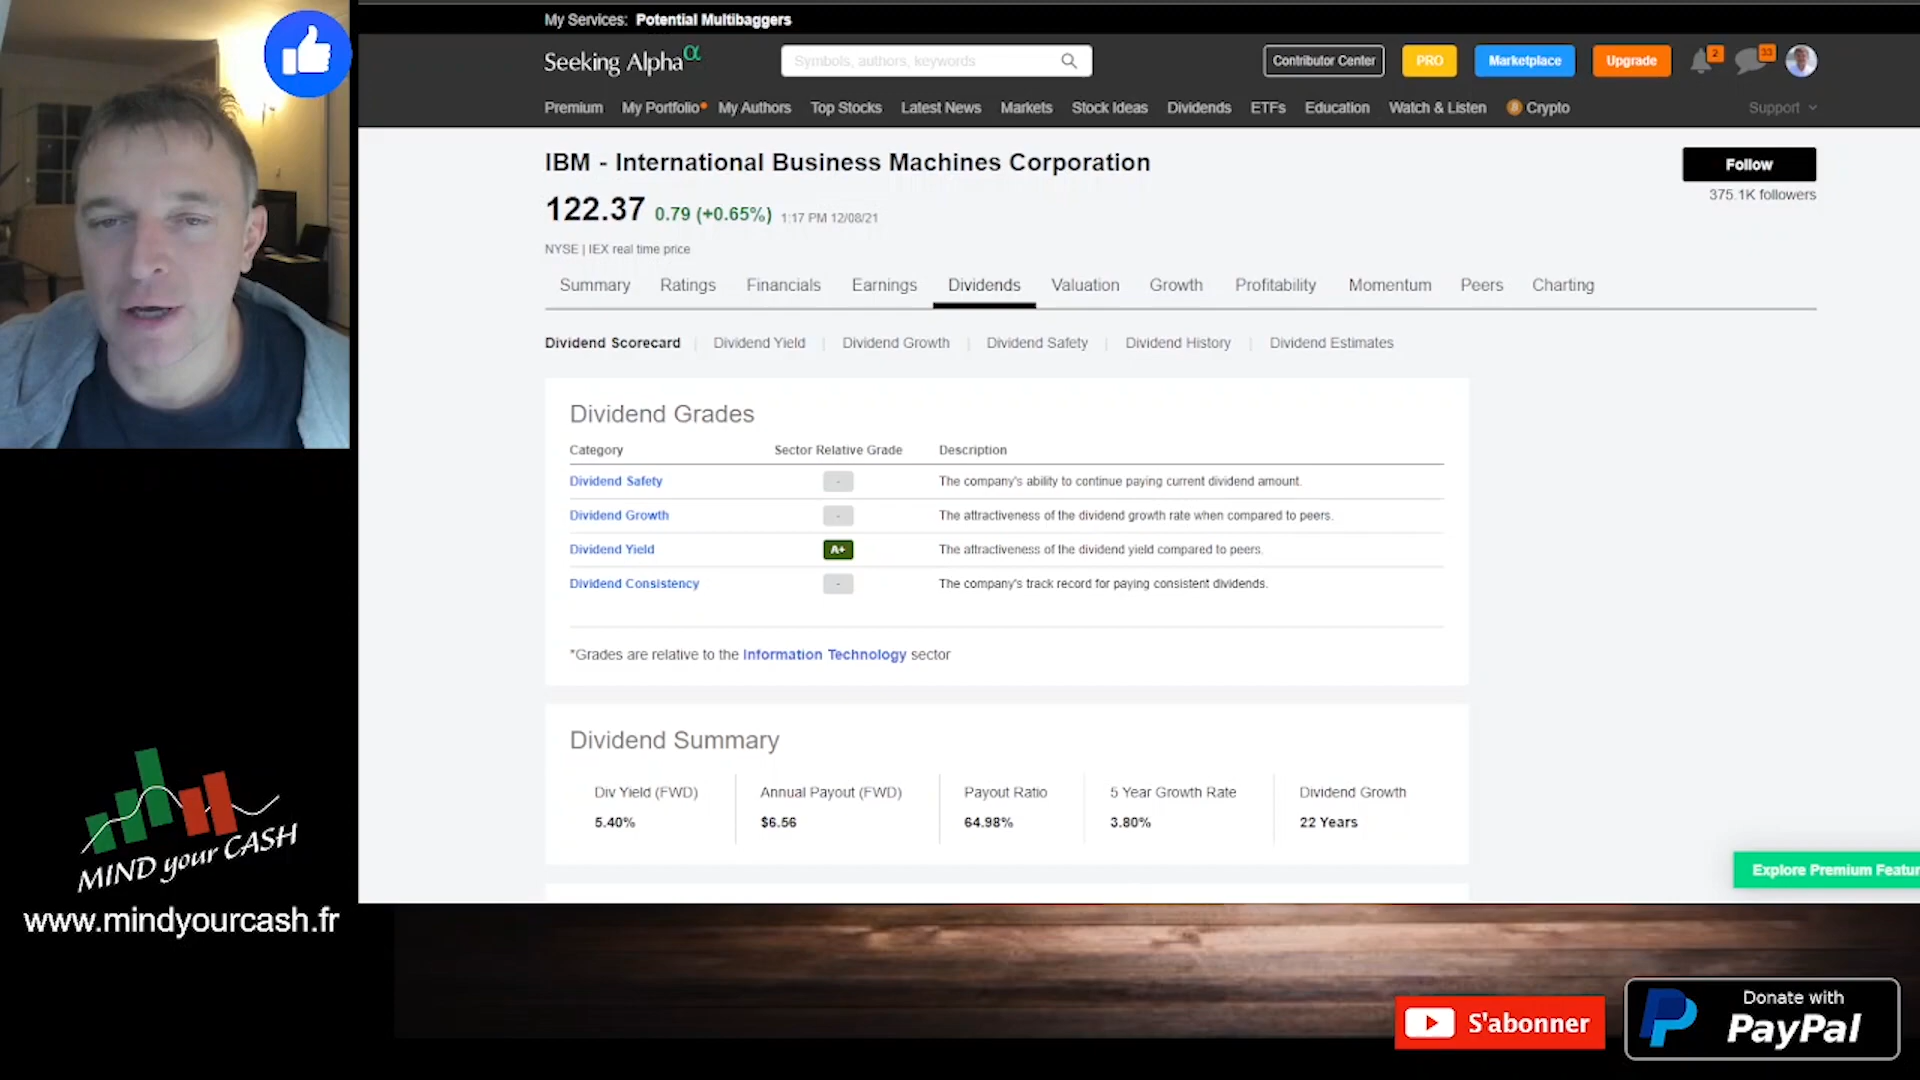 My Services: Potential Multibaggers
Seeking Alpha α
Symbols, authors, keywords
Contributor Center
PRO
Marketplace
Upgrade
2
33
Premium My Portfolio My Authors Top Stocks Latest News Markets Stock Ideas Dividends ETFs Education Watch & Listen Crypto Support
IBM - International Business Machines Corporation
Follow
375.1K followers
122.37 0.79 (+0.65%) 1:17 PM 12/08/21
NYSE | IEX real time price
Summary Ratings Financials Earnings Dividends Valuation Growth Profitability Momentum Peers Charting
Dividend Scorecard | Dividend Yield | Dividend Growth | Dividend Safety | Dividend History | Dividend Estimates
Dividend Grades
Category Sector Relative Grade Description
Dividend Safety - The company's ability to continue paying current dividend amount.
Dividend Growth - The attractiveness of the dividend growth rate when compared to peers.
Dividend Yield A+ The attractiveness of the dividend yield compared to peers.
Dividend Consistency - The company's track record for paying consistent dividends.
*Grades are relative to the Information Technology sector
Dividend Summary
Div Yield (FWD) Annual Payout (FWD) Payout Ratio 5 Year Growth Rate Dividend Growth
5.40% $6.56 64.98% 3.80% 22 Years
Explore Premium Featur
MIND your CASH
www.mindyourcash.fr
S'abonner
Donate with
PayPal